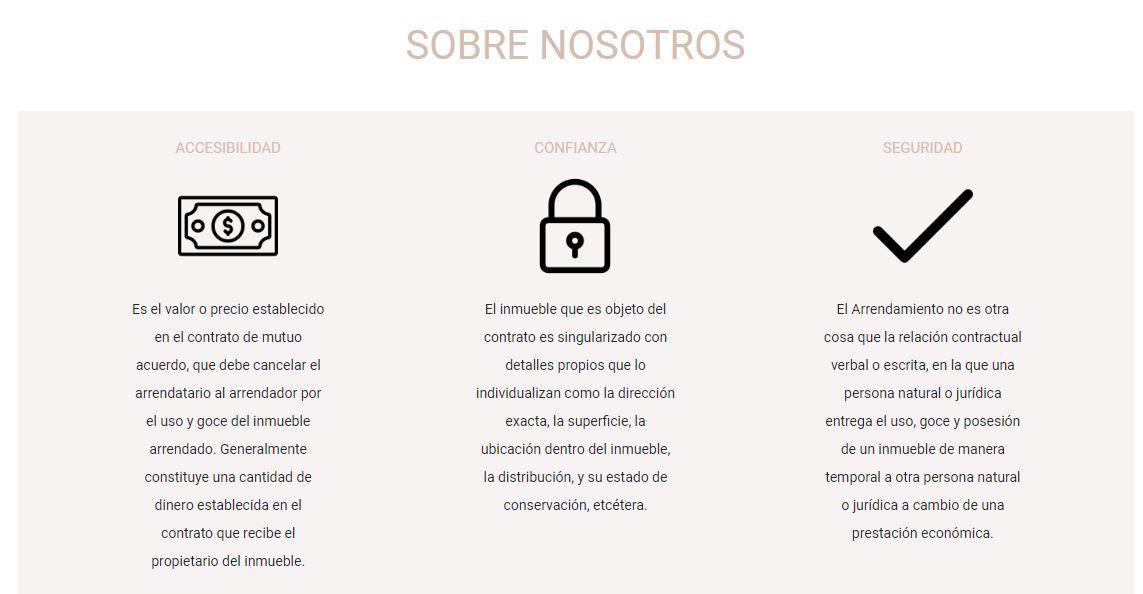 SOBRE NOSOTROS
ACCESIBILIDAD
$
Es el valor o precio establecido
en el contrato de mutuo
acuerdo, que debe cancelar el
arrendatario al arrendador por
el uso y goce del inmueble
arrendado. Generalmente
constituye una cantidad de
dinero establecida en el
contrato que recibe el
propietario del inmueble.
CONFIANZA
El inmueble que es objeto del
contrato es singularizado con
detalles propios que lo
individualizan como la dirección
exacta, la superficie, la
ubicación dentro del inmueble,
la distribución, y su estado de
conservación, etcétera.
SEGURIDAD
El Arrendamiento no es otra
cosa que la relación contractual
verbal o escrita, en la que una
persona natural o jurídica
entrega el uso, goce y posesión
de un inmueble de manera
temporal a otra persona natural
o jurídica a cambio de una
prestación económica.